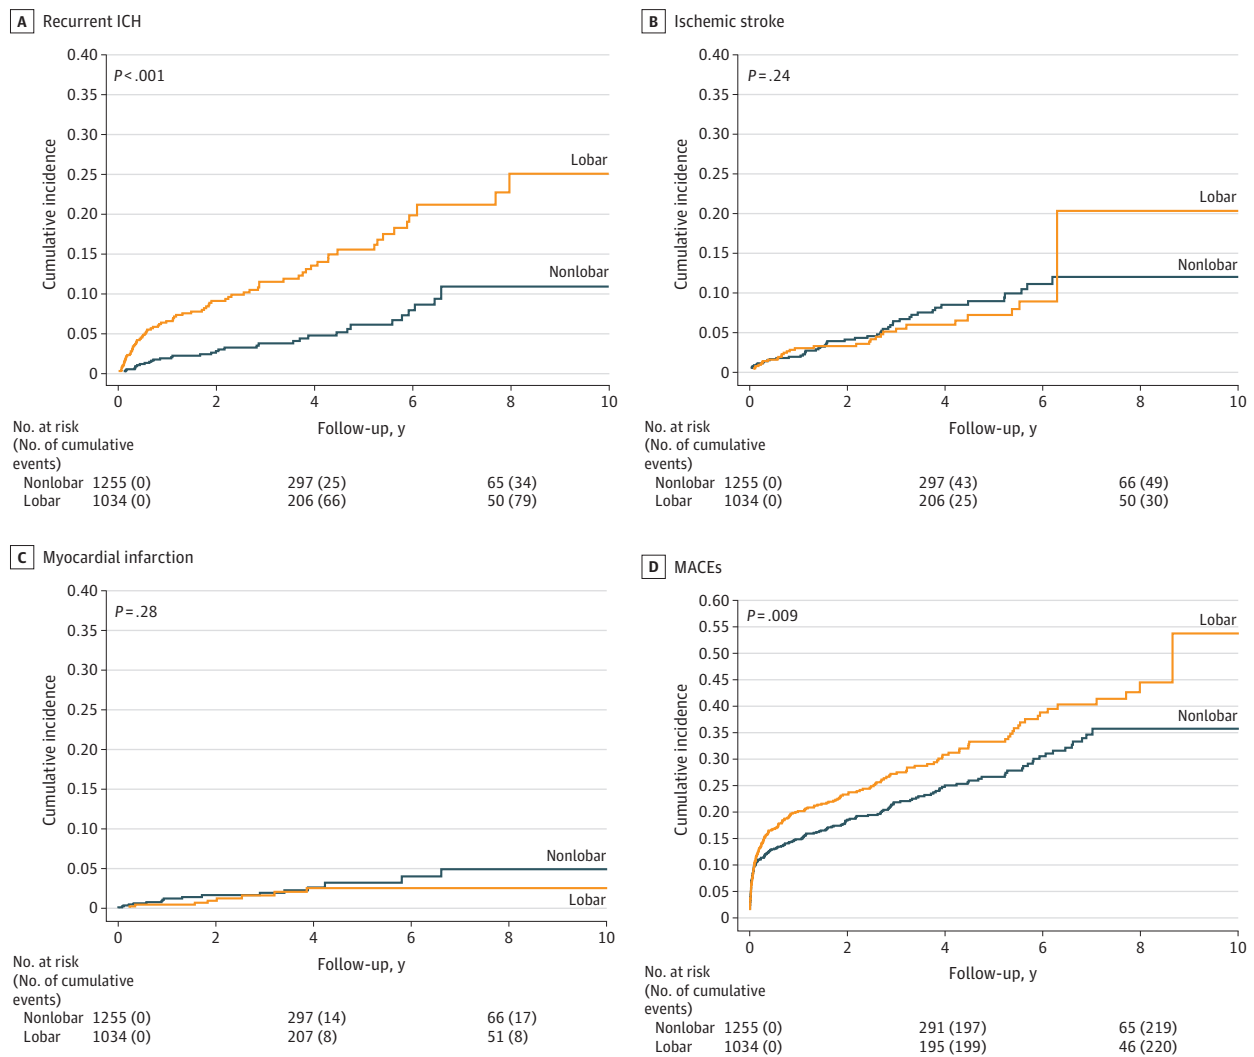 A Recurrent ICH
0.40
P < .001
0.35
0.30
0.25
0.20
0.15
0.10
0.05
0
Cumulative incidence
Lobar
Nonlobar
0 2 4 6 8 10
Follow-up, y
No. at risk
(No. of cumulative
events)
Nonlobar 1255 (0) 297 (25) 65 (34)
Lobar 1034 (0) 206 (66) 50 (79)
B Ischemic stroke
0.40
P = .24
0.35
0.30
0.25
0.20
0.15
0.10
0.05
0
Cumulative incidence
Lobar
Nonlobar
0 2 4 6 8 10
Follow-up, y
No. at risk
(No. of cumulative
events)
Nonlobar 1255 (0) 297 (43) 66 (49)
Lobar 1034 (0) 206 (25) 50 (30)
C Myocardial infarction
0.40
P = .28
0.35
0.30
0.25
0.20
0.15
0.10
0.05
0
Cumulative incidence
Nonlobar
Lobar
0 2 4 6 8 10
Follow-up, y
No. at risk
(No. of cumulative
events)
Nonlobar 1255 (0) 297 (14) 66 (17)
Lobar 1034 (0) 207 (8) 51 (8)
D MACEs
0.60
P = .009
0.55
0.50
0.45
0.40
0.35
0.30
0.25
0.20
0.15
0.10
0.05
0
Cumulative incidence
Lobar
Nonlobar
0 2 4 6 8 10
Follow-up, y
No. at risk
(No. of cumulative
events)
Nonlobar 1255 (0) 291 (197) 65 (219)
Lobar 1034 (0) 195 (199) 46 (220)